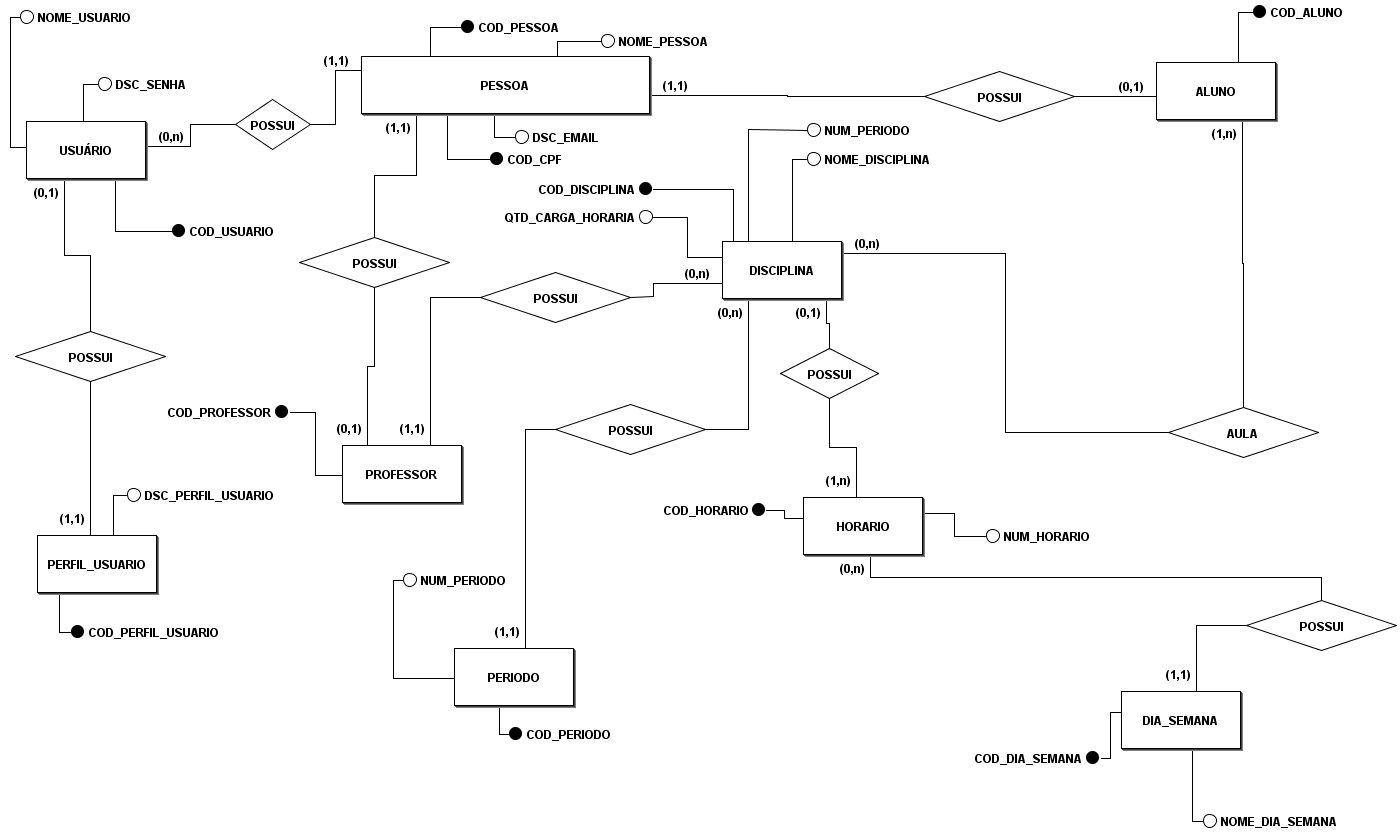 NOME_USUARIO
COD_PESSOA
COD_ALUNO
NOME_PESSOA
(1,1)
DSC_SENHA
PESSOA
(1,1)
POSSUI
(0,1)
ALUNO
POSSUI
(0,n)
(1,1)
DSC_EMAIL
NUM_PERIODO
(1,n)
USUÁRIO
COD_CPF
NOME_DISCIPLINA
(0,1)
COD_DISCIPLINA
QTD_CARGA_HORARIA
COD_USUARIO
(0,n)
POSSUI
DISCIPLINA
(0,n)
POSSUI
(0,n)
(0,1)
POSSUI
POSSUI
COD_PROFESSOR
(0,1)
(1,1)
POSSUI
AULA
PROFESSOR
(1,n)
DSC_PERFIL_USUARIO
COD_HORARIO
(1,1)
HORARIO
NUM_HORARIO
PERFIL_USUARIO
(0,n)
NUM_PERIODO
POSSUI
COD_PERFIL_USUARIO
(1,1)
PERIODO
(1,1)
DIA_SEMANA
COD_PERIODO
COD_DIA_SEMANA
NOME_DIA_SEMANA